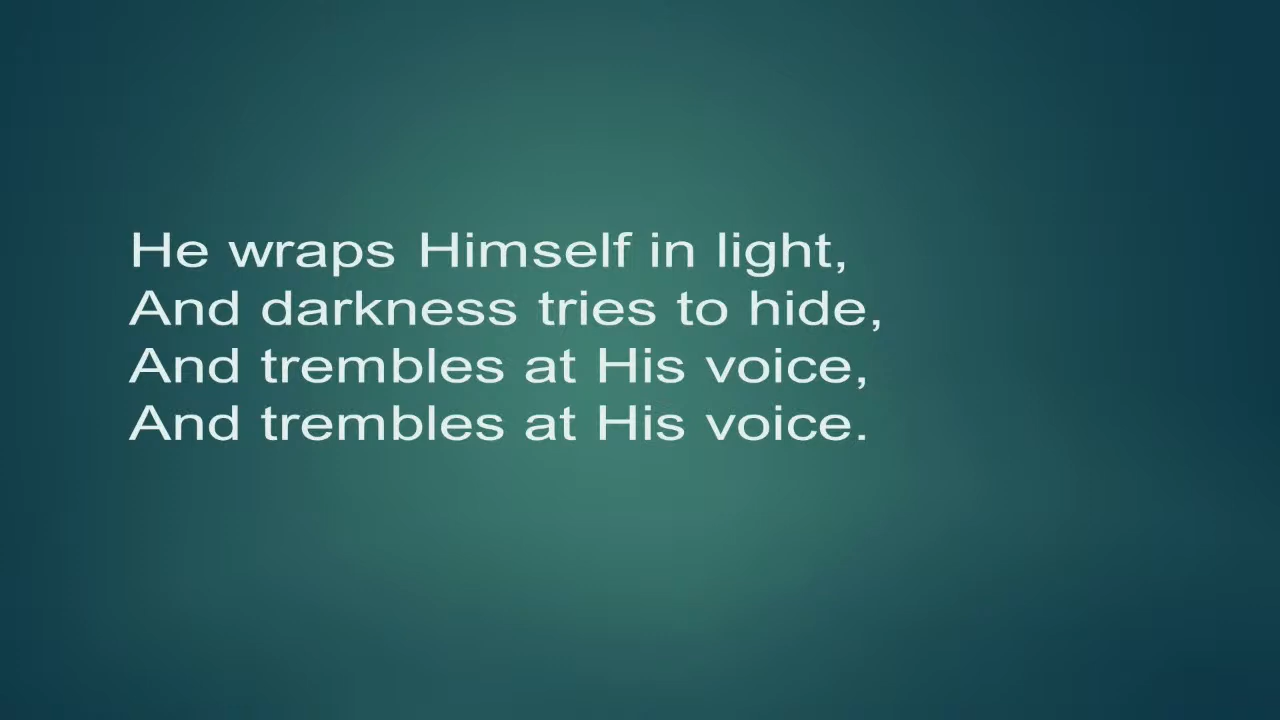 He wraps Himself in light,
And darkness tries to hide,
And trembles at His voice,
And trembles at His voice.